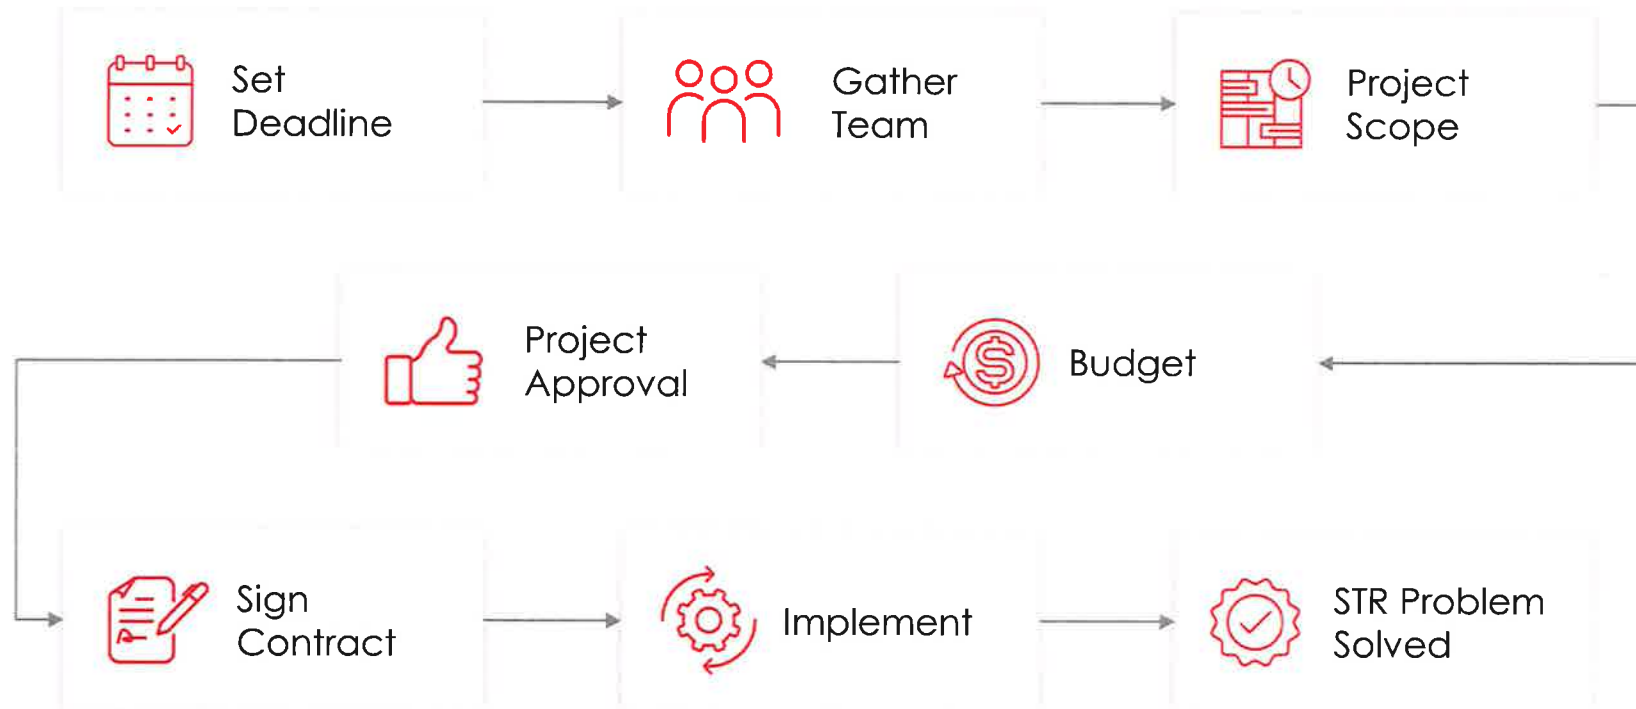 Set
Deadline
Gather
Team
Project
Scope
Project
Approval
Budget
Sign
Contract
Implement
STR Problem
Solved